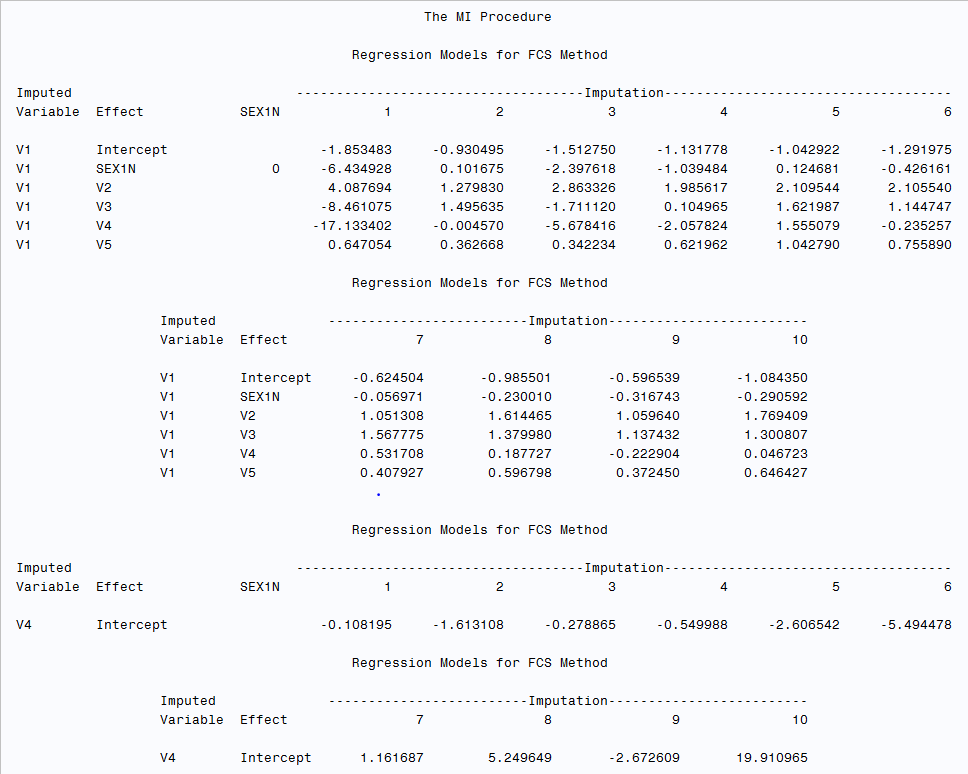 The MI Procedure
Regression Models for FCS Method
Imputed -----------------------------------Imputation-----------------------------------
Variable Effect SEX1N 1 2 3 4 5 6
V1 Intercept -1.853483 -0.930495 -1.512750 -1.131778 -1.042922 -1.291975
V1 SEX1N 0 -6.434928 0.101675 -2.397618 -1.039484 0.124681 -0.426161
V1 V2 4.087694 1.279830 2.863326 1.985617 2.109544 2.105540
V1 V3 -8.461075 1.495635 -1.711120 0.104965 1.621987 1.144747
V1 V4 -17.133402 -0.004570 -5.678416 -2.057824 1.555079 -0.235257
V1 V5 0.647054 0.362668 0.342234 0.621962 1.042790 0.755890
Regression Models for FCS Method
Imputed -------------------------Imputation-------------------------
Variable Effect 7 8 9 10
V1 Intercept -0.624504 -0.985501 -0.596539 -1.084350
V1 SEX1N -0.056971 -0.230010 -0.316743 -0.290592
V1 V2 1.051308 1.614465 1.059640 1.769409
V1 V3 1.567775 1.379980 1.137432 1.300807
V1 V4 0.531708 0.187727 -0.222904 0.046723
V1 V5 0.407927 0.596798 0.372450 0.646427
Regression Models for FCS Method
Imputed -----------------------------------Imputation-----------------------------------
Variable Effect SEX1N 1 2 3 4 5 6
V4 Intercept -0.108195 -1.613108 -0.278865 -0.549988 -2.606542 -5.494478
Regression Models for FCS Method
Imputed -------------------------Imputation-------------------------
Variable Effect 7 8 9 10
V4 Intercept 1.161687 5.249649 -2.672609 19.910965